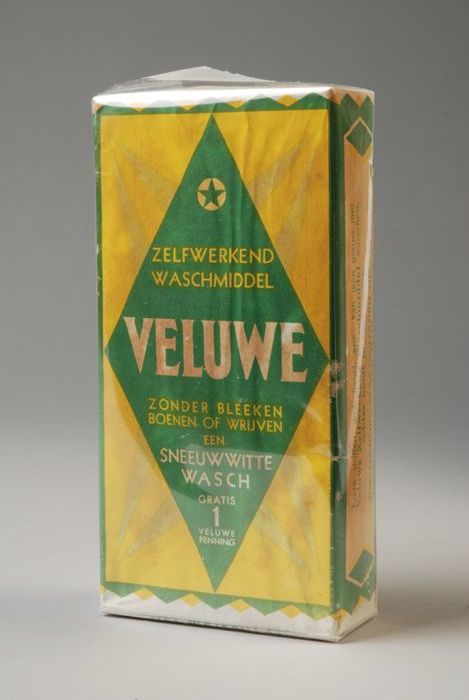 ZELFWERKEND
WASCHMIDDEL
VELUWE
ZONDER BLEEKEN
BOENEN OF WRIJVEN
EEN
SNEEUWWITTE
WASCH
GRATIS
1
VELUWE
PENNING